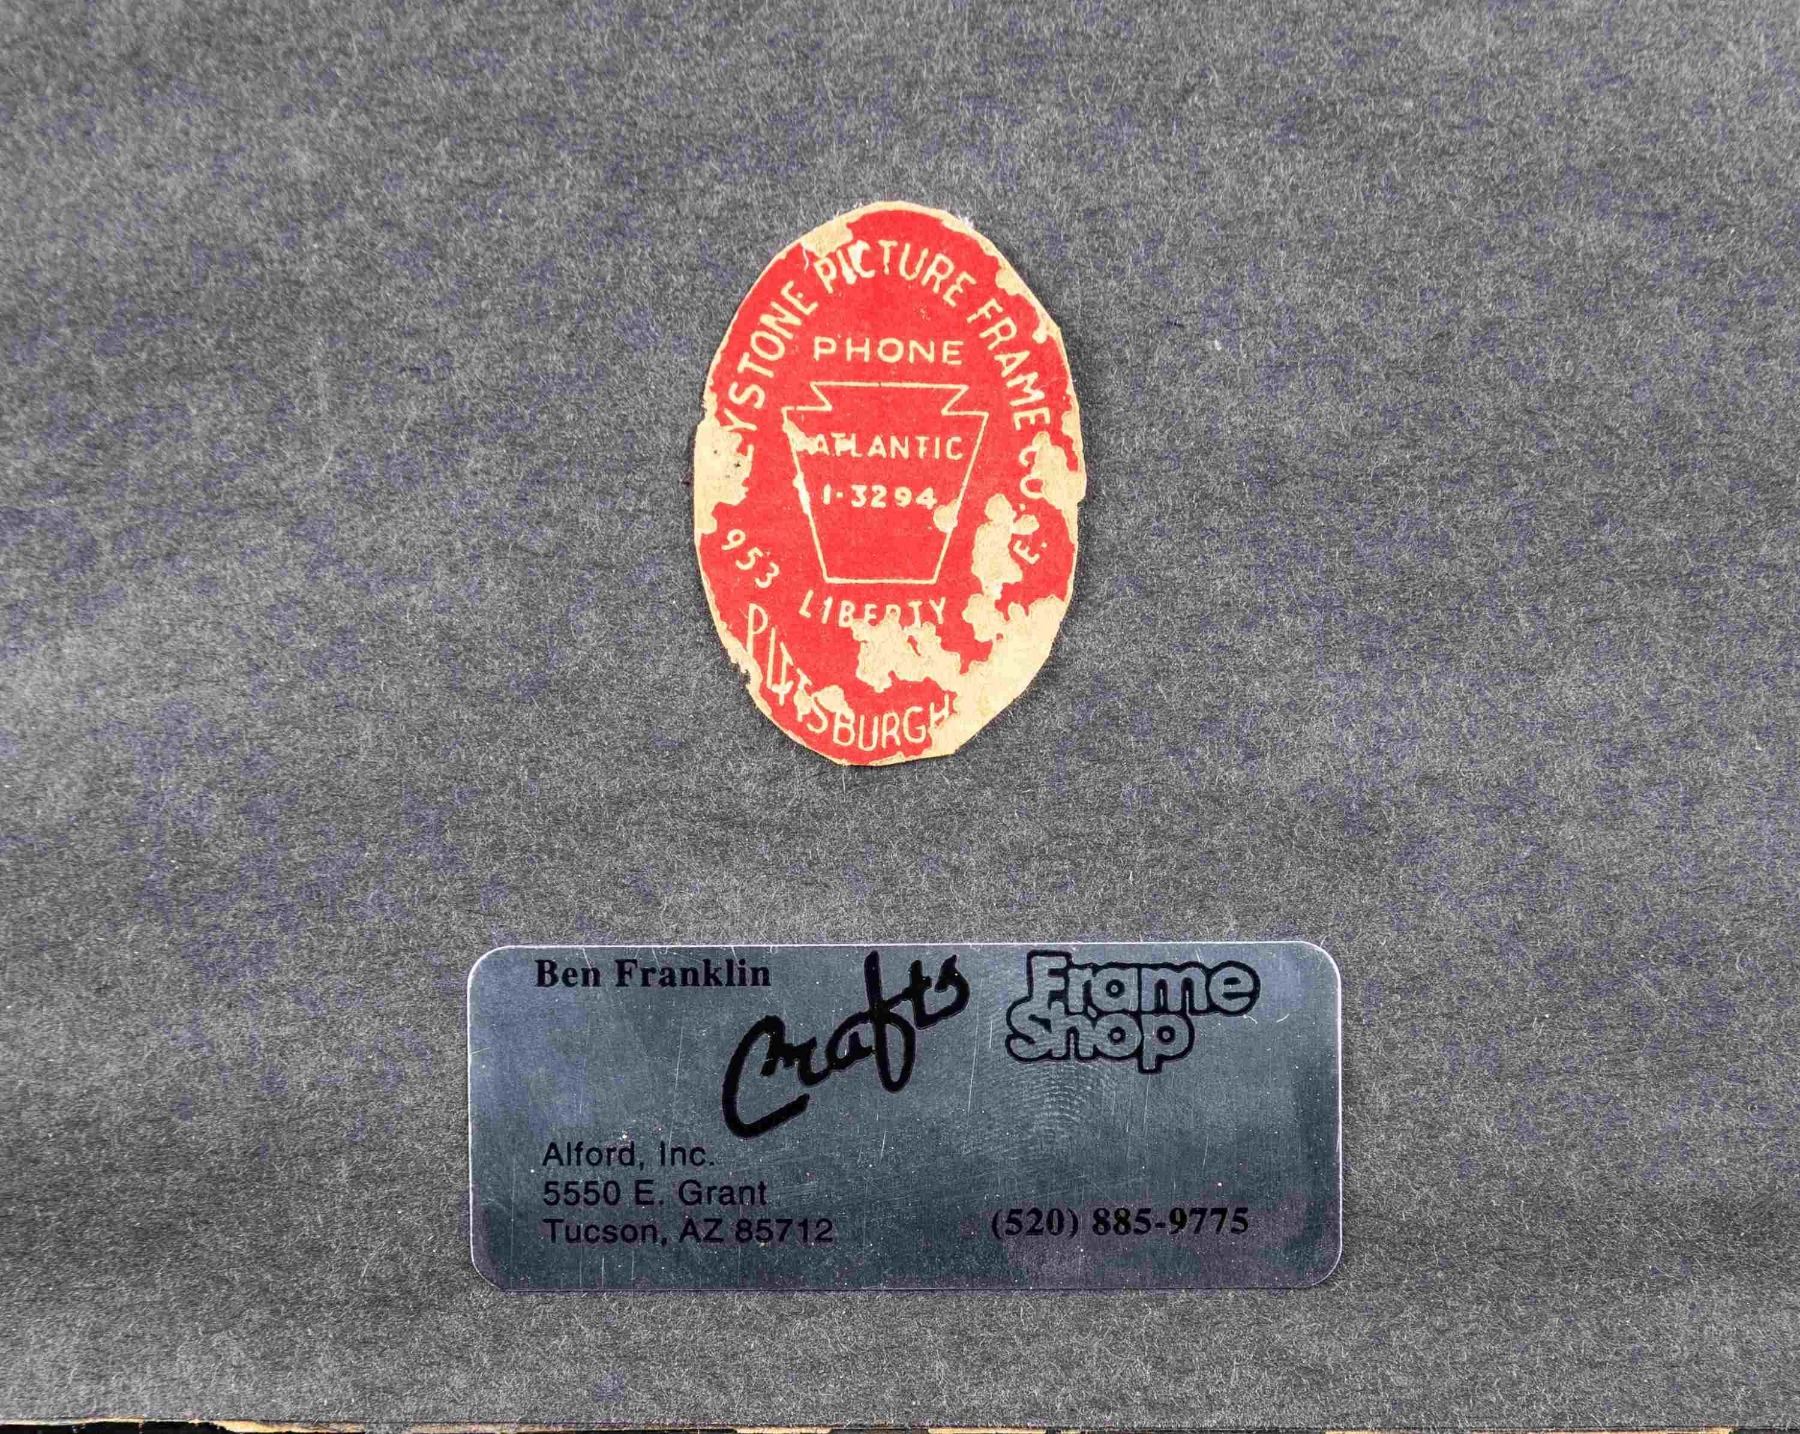 EYSTONE PICTURE FRAME CO.
PHONE
ATLANTIC
1-3294
953 LIBERTY
PITTSBURGH
Ben Franklin
Crafts
Frame
Shop
Alford, Inc.
5550 E. Grant
Tucson, AZ 85712
(520) 885-9775